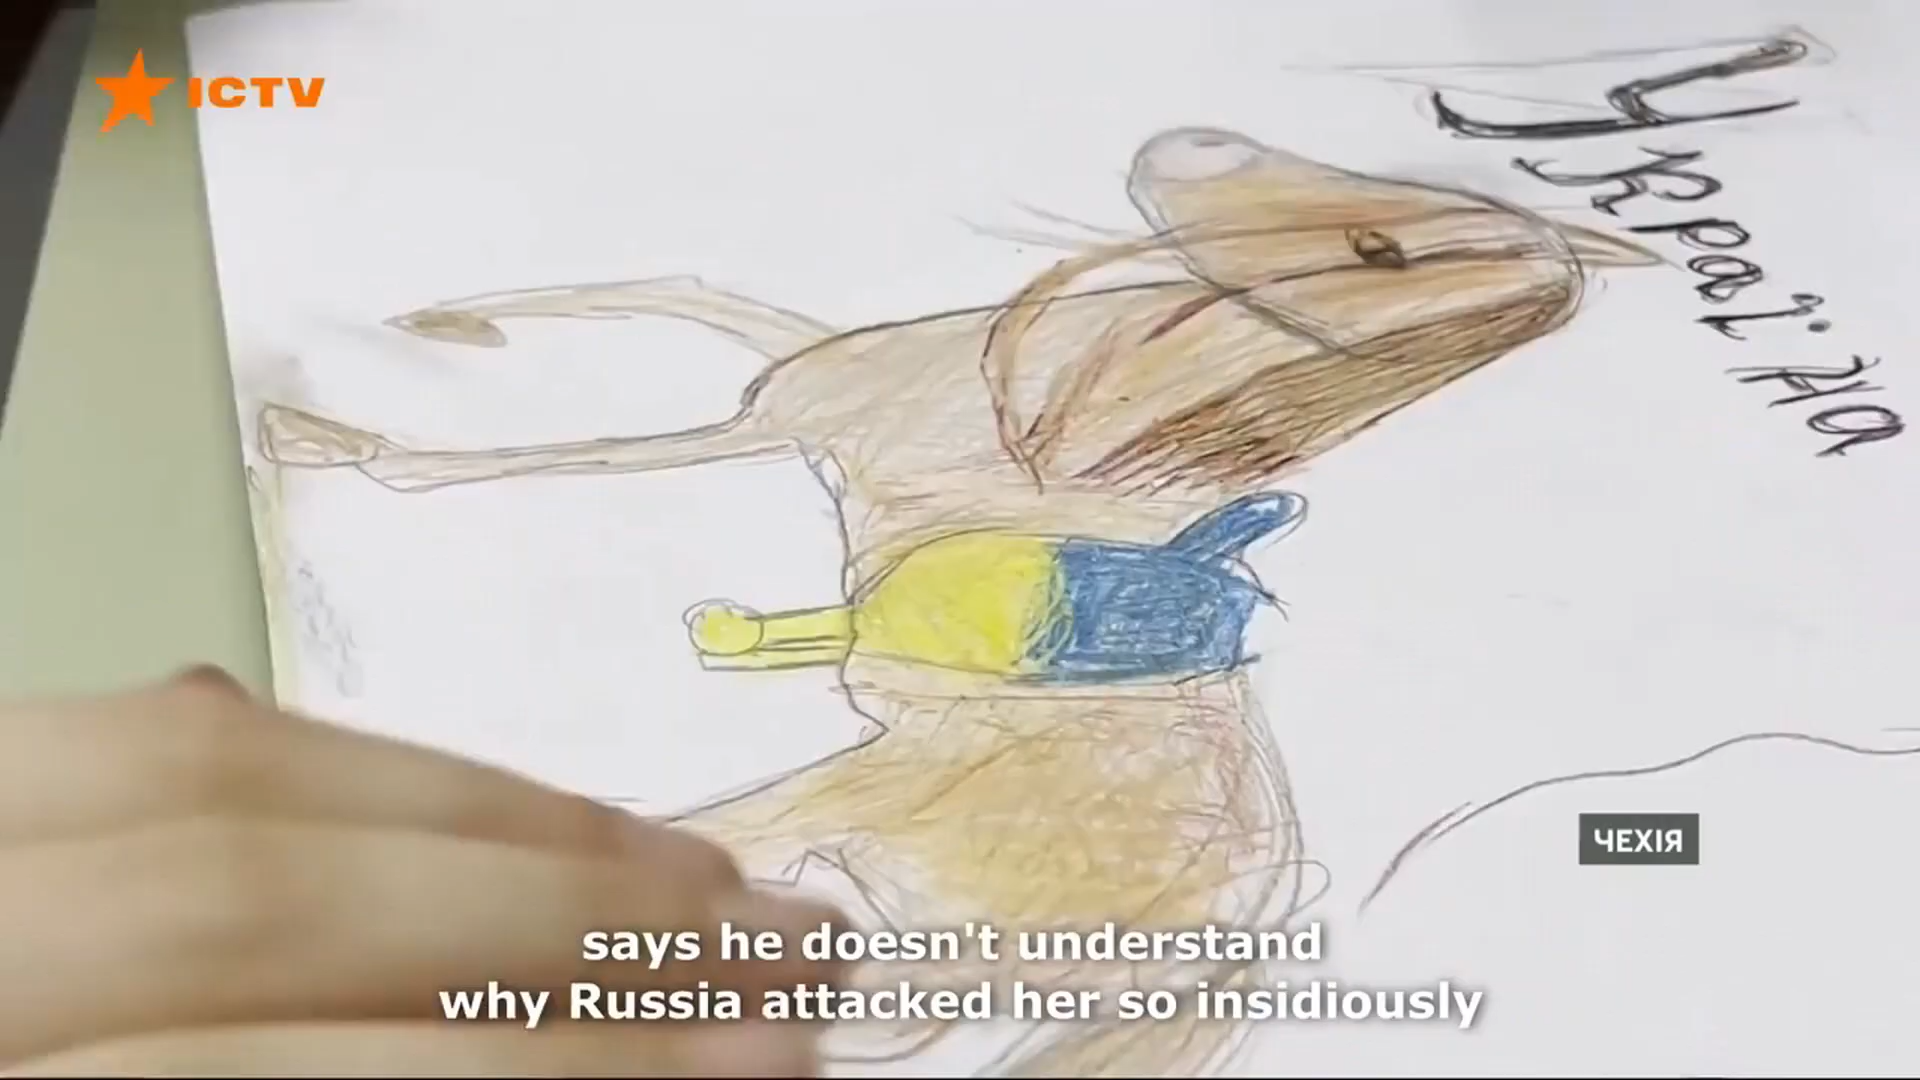 ICTV
Україна
ЧЕХІЯ
says he doesn't understand
why Russia attacked her so insidiously